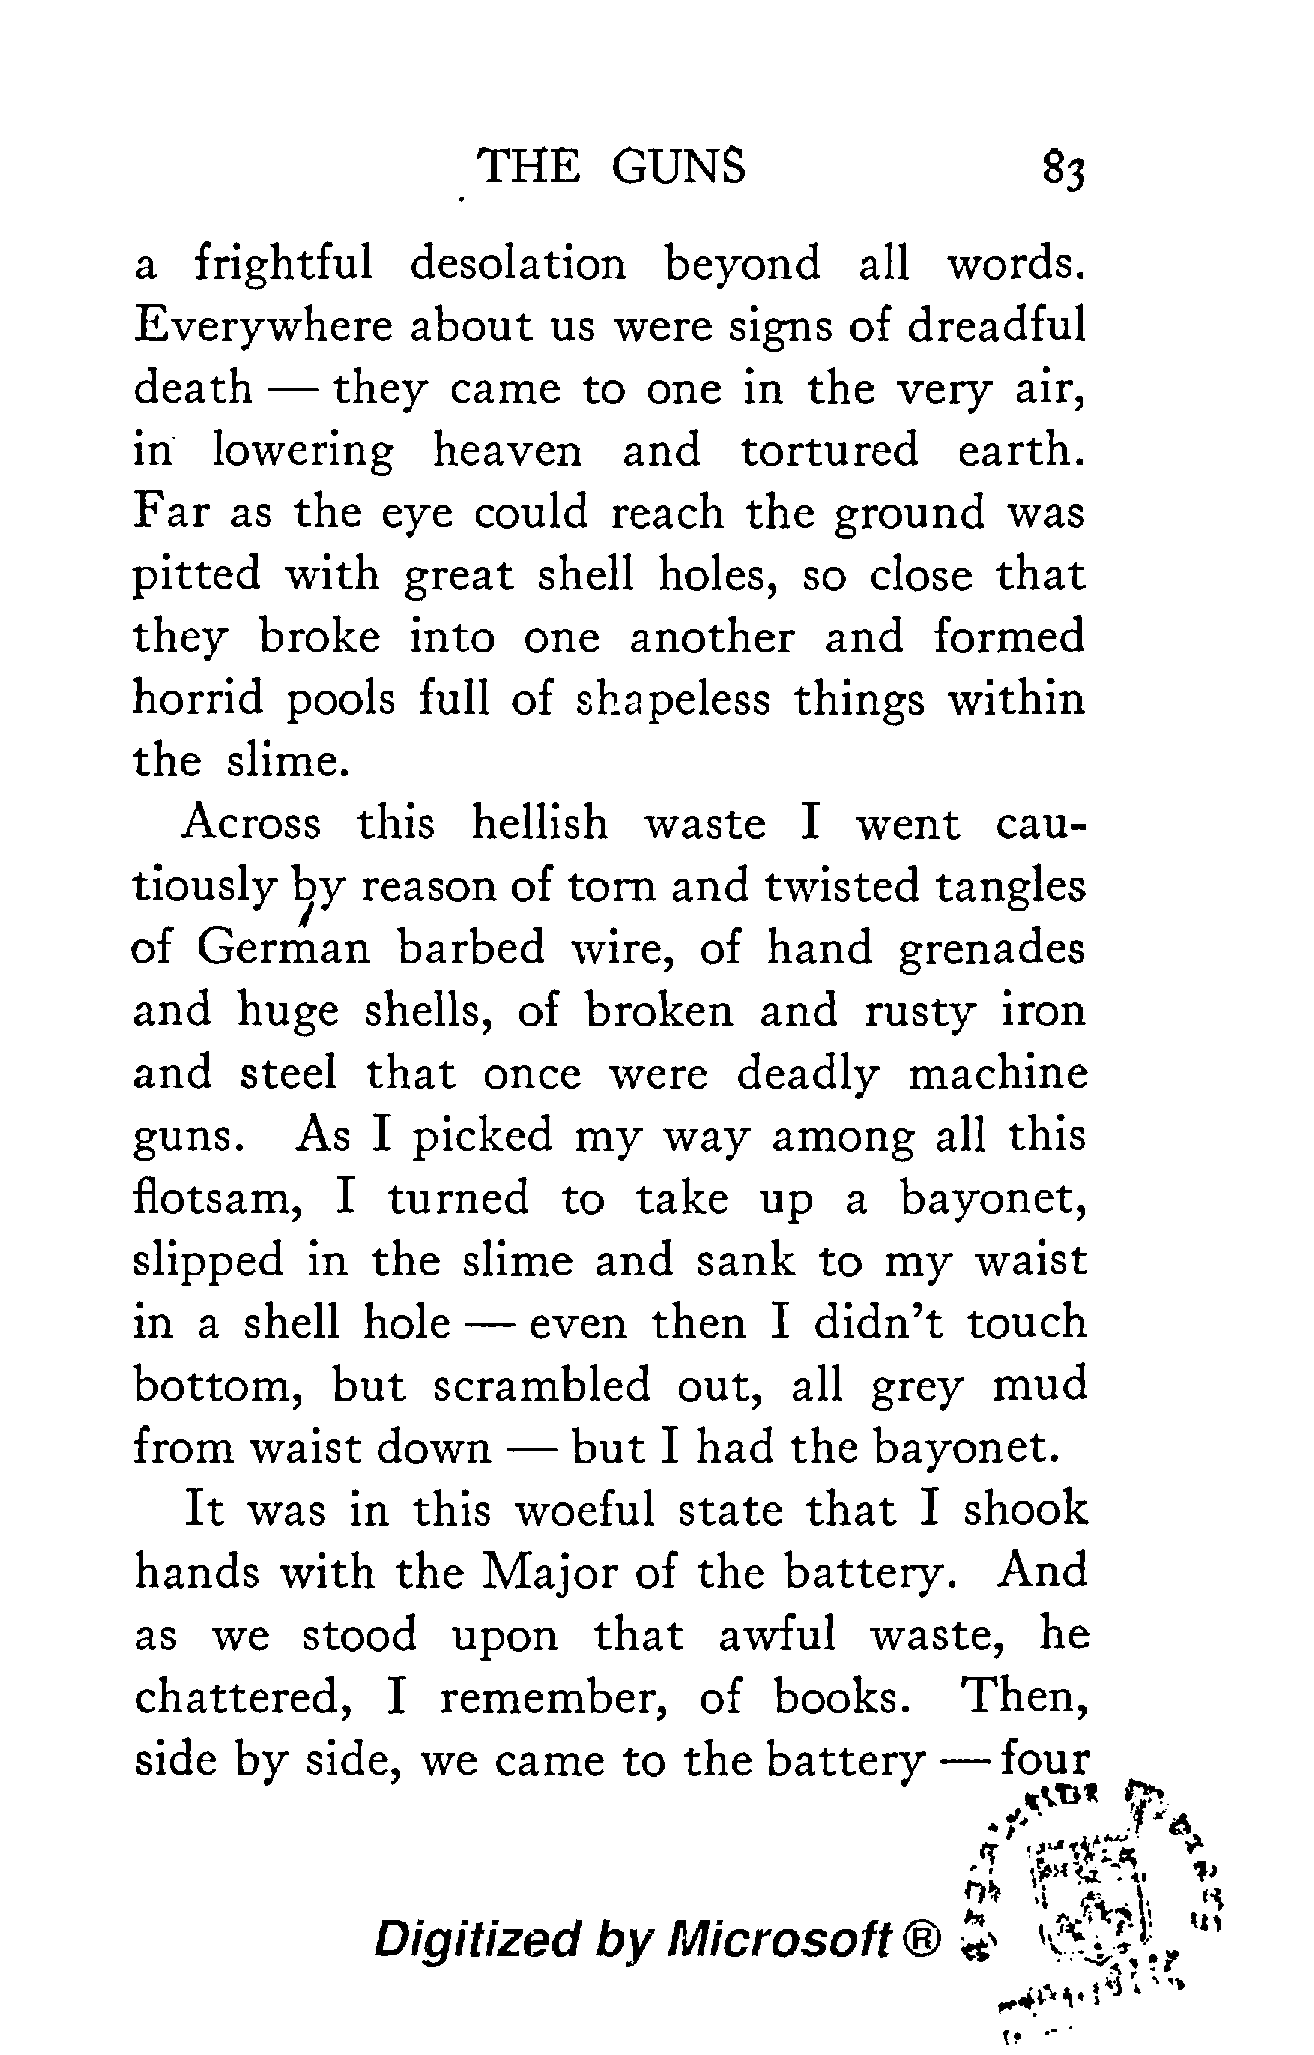 THE GUNS 83
a frightful desolation beyond all words.
Everywhere about us were signs of dreadful
death — they came to one in the very air,
in lowering heaven and tortured earth.
Far as the eye could reach the ground was
pitted with great shell holes, so close that
they broke into one another and formed
horrid pools full of shapeless things within
the slime.
Across this hellish waste I went cau-
tiously by reason of torn and twisted tangles
of German barbed wire, of hand grenades
and huge shells, of broken and rusty iron
and steel that once were deadly machine
guns. As I picked my way among all this
flotsam, I turned to take up a bayonet,
slipped in the slime and sank to my waist
in a shell hole — even then I didn't touch
bottom, but scrambled out, all grey mud
from waist down — but I had the bayonet.
It was in this woeful state that I shook
hands with the Major of the battery. And
as we stood upon that awful waste, he
chattered, I remember, of books. Then,
side by side, we came to the battery — four
Digitized by Microsoft ®